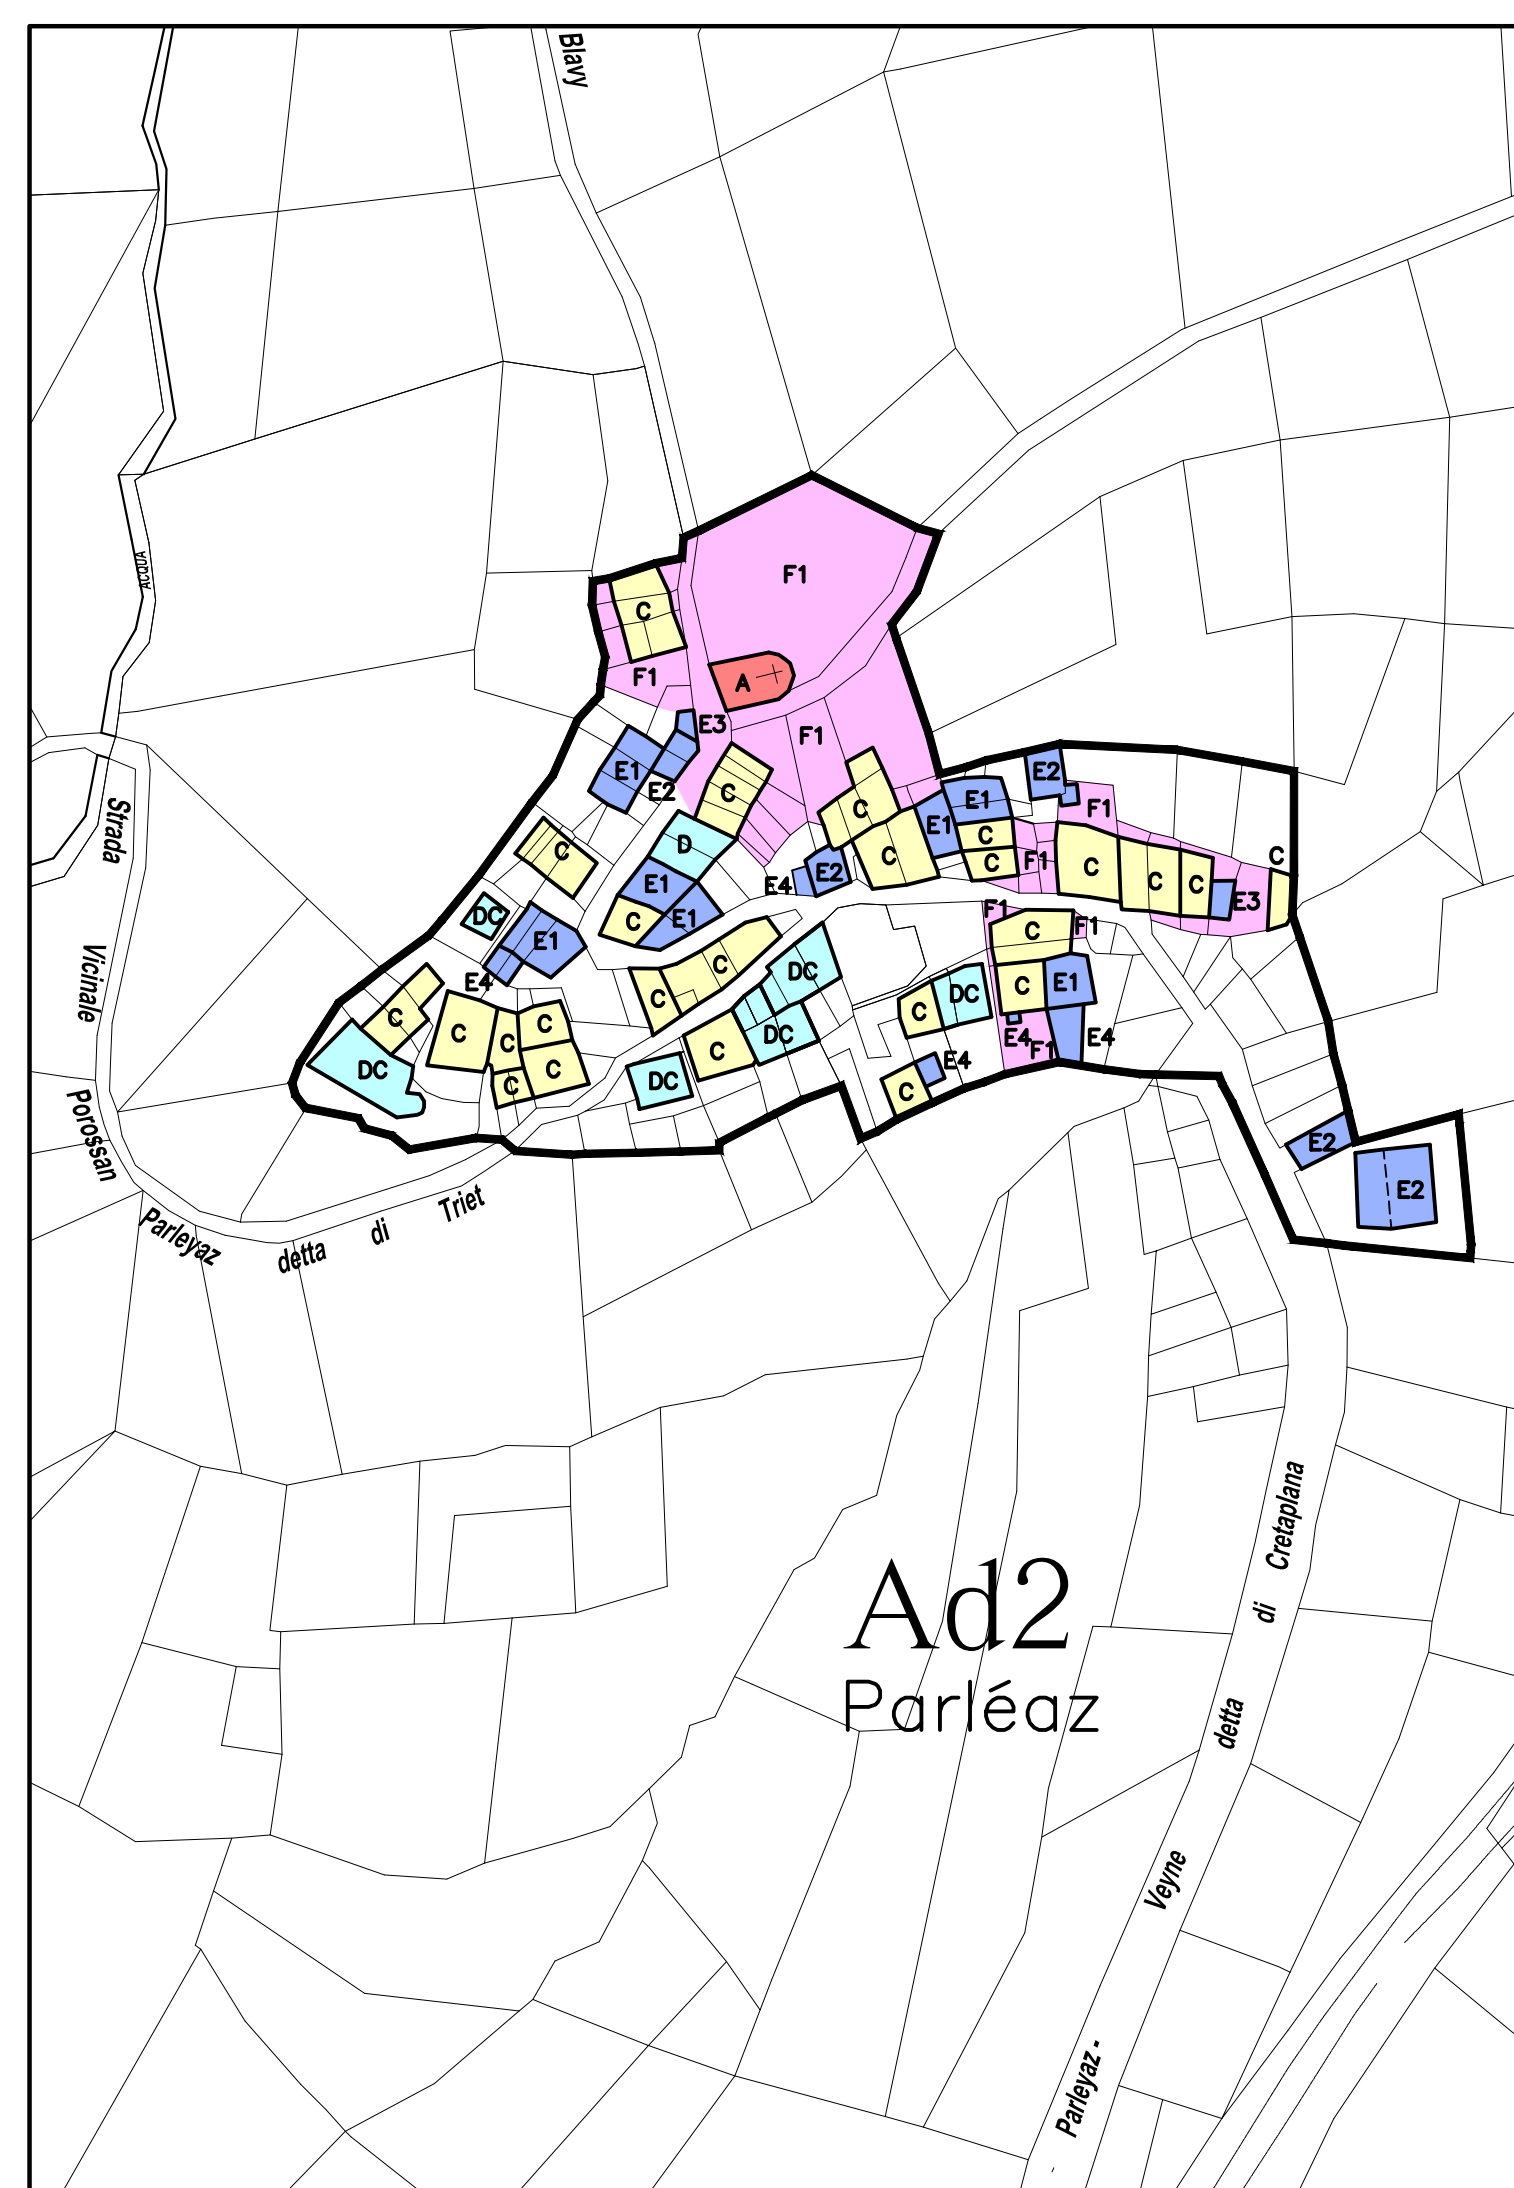 Blavy
F1
ACQUA
C
F1
A
E3
F1
E1
E2
E2
C
E1
F1
C
E1
C
Strada
D
C
C
F1
C
C
C
C
C
E1
E4
E2
E3
DC
C
E1
F1
C
F1
E1
Vicinale
C
DC
E4
C
C
E1
DC
C
C
C
C
C
DC
E4
E4
C
F1
C
E4
DC
C
DC
C
C
Porossan
E2
E2
Parleyaz
detta
di
Triet
Cretaplana
Ad2
di
Parléaz
detta
Veyne
Parleyaz -